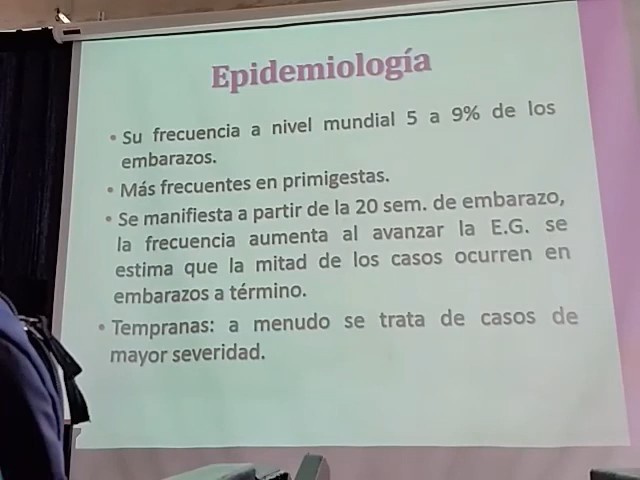 Epidemiología
• Su frecuencia a nivel mundial 5 a 9% de los
embarazos.
• Más frecuentes en primigestas.
• Se manifiesta a partir de la 20 sem. de embarazo,
la frecuencia aumenta al avanzar la E.G. se
estima que la mitad de los casos ocurren en
embarazos a término.
• Tempranas: a menudo se trata de casos de
mayor severidad.